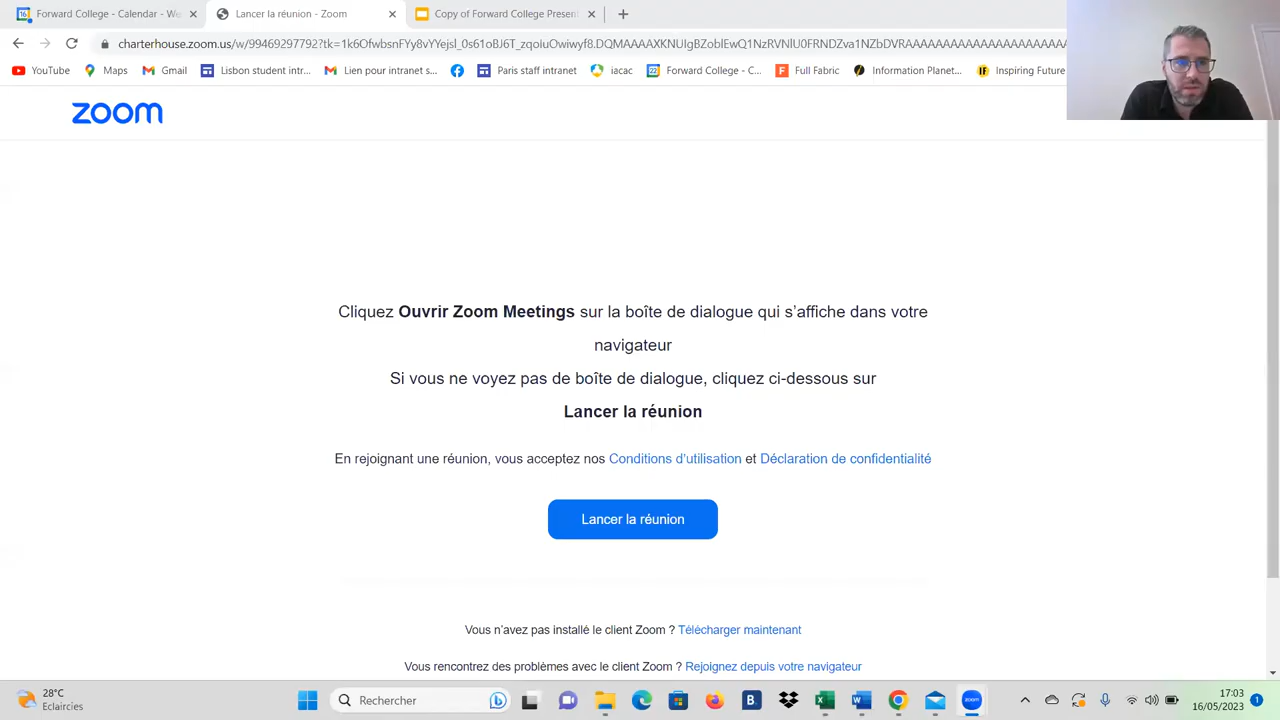 Forward College - Calendar - We
Lancer la réunion - Zoom
Copy of Forward College Present
charterhouse.zoom.us
YouTube
Maps
Gmail
Lisbon student intr...
Lien pour intranet s...
Paris staff intranet
iacac
Forward College - C...
Full Fabric
Information Planet...
Inspiring Future
zoom
Cliquez Ouvrir Zoom Meetings sur la boîte de dialogue qui s'affiche dans votre
navigateur
Si vous ne voyez pas de boîte de dialogue, cliquez ci-dessous sur
Lancer la réunion
En rejoignant une réunion, vous acceptez nos Conditions d'utilisation et Déclaration de confidentialité
Lancer la réunion
Vous n'avez pas installé le client Zoom ? Télécharger maintenant
Vous rencontrez des problèmes avec le client Zoom ? Rejoignez depuis votre navigateur
28°C
Eclaircies
Rechercher
17:03
16/05/2023